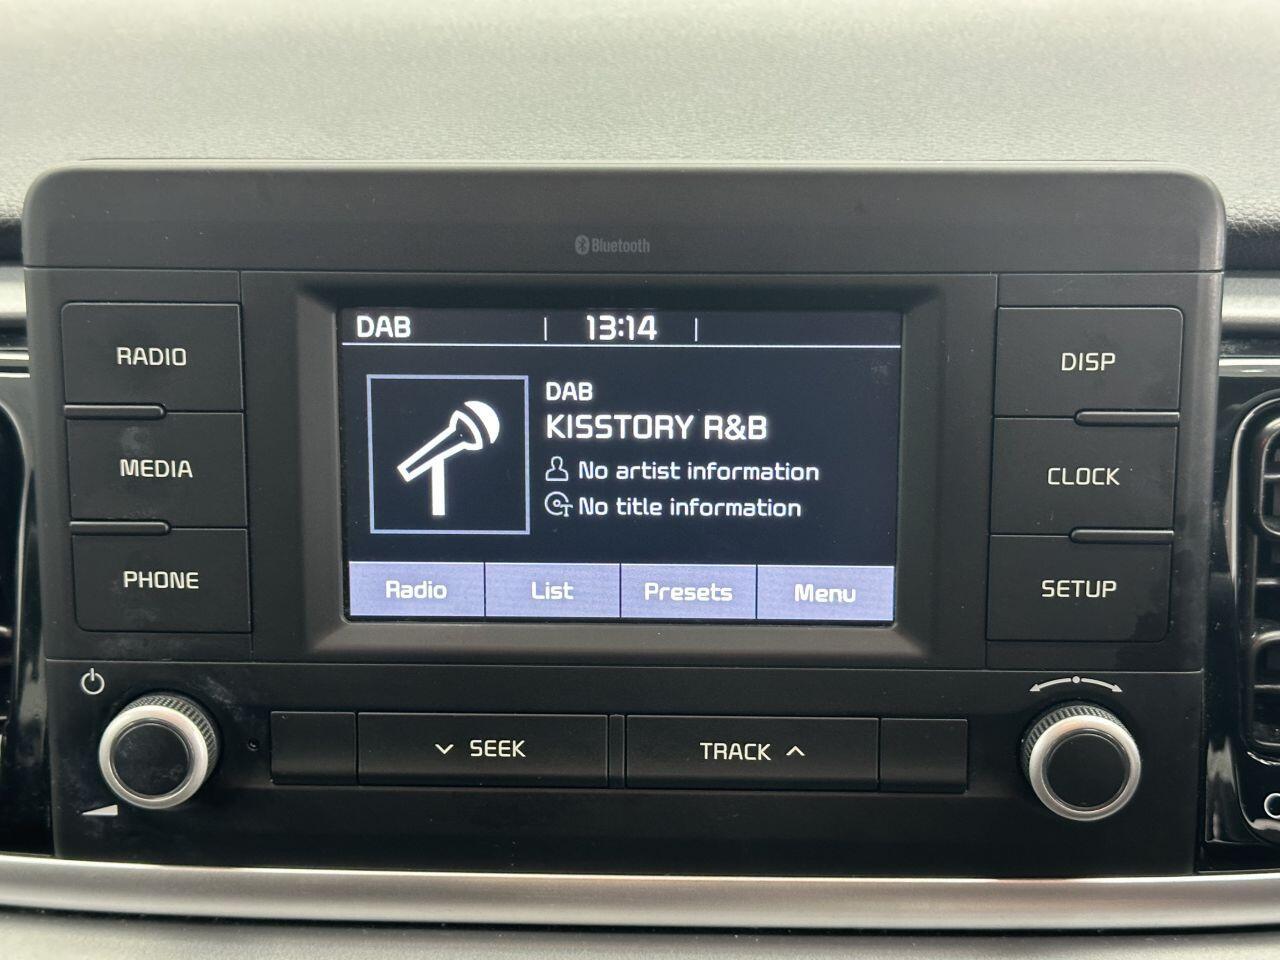 Bluetooth
RADIO
MEDIA
PHONE
DAB | 13:14 |
DAB
KISSTORY R&B
No artist information
No title information
Radio List Presets Menu
DISP
CLOCK
SETUP
SEEK
TRACK